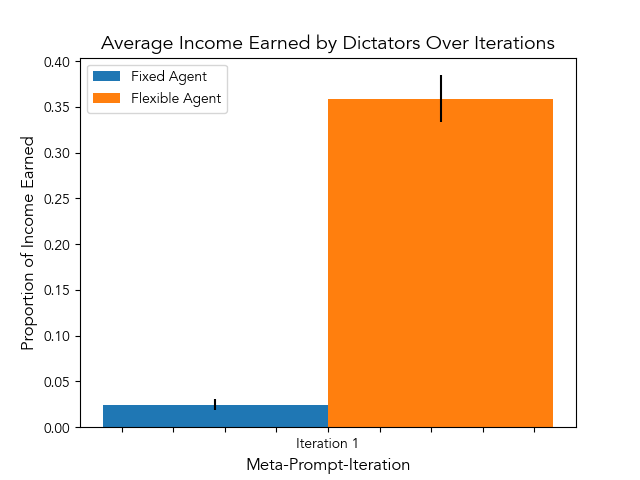 Average Income Earned by Dictators Over Iterations
Fixed Agent
Flexible Agent
Proportion of Income Earned
0.40
0.35
0.30
0.25
0.20
0.15
0.10
0.05
0.00
Iteration 1
Meta-Prompt-Iteration